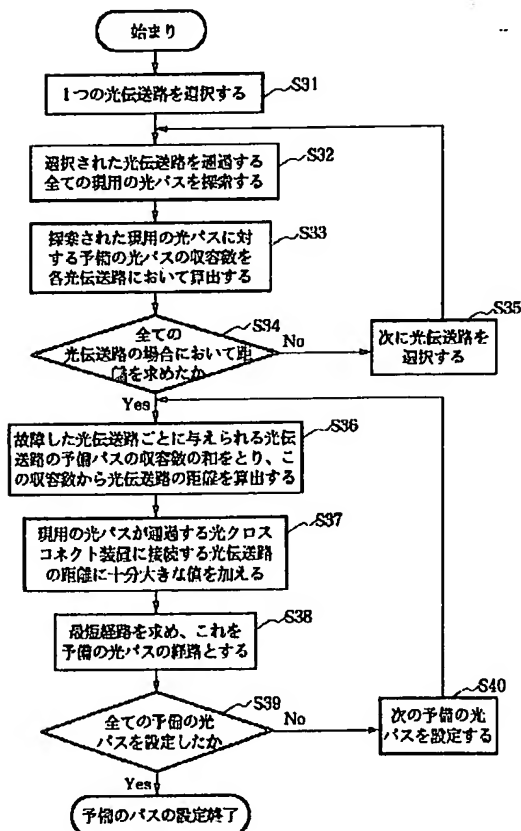 始まり
S31
1つの光伝送路を選択する
S32
選択された光伝送路を通過する
全ての現用の光パスを探索する
S33
探索された現用の光パスに対
する予備の光パスの収容数を
各光伝送路において算出する
S34
全ての
光伝送路の場合において距
離を求めたか
No
S35
次に光伝送路を
選択する
Yes
S36
故障した光伝送路ごとに与えられる光伝
送路の予備パスの収容数の和をとり、こ
の収容数から光伝送路の距離を算出する
S37
現用の光パスが通過する光クロス
コネクト装置に接続する光伝送路
の距離に十分大きな値を加える
S38
最短経路を求め、これを
予備の光パスの経路とする
S39
全ての予備の光
パスを設定したか
No
S40
次の予備の光
パスを設定する
Yes
予備のパスの設定終了